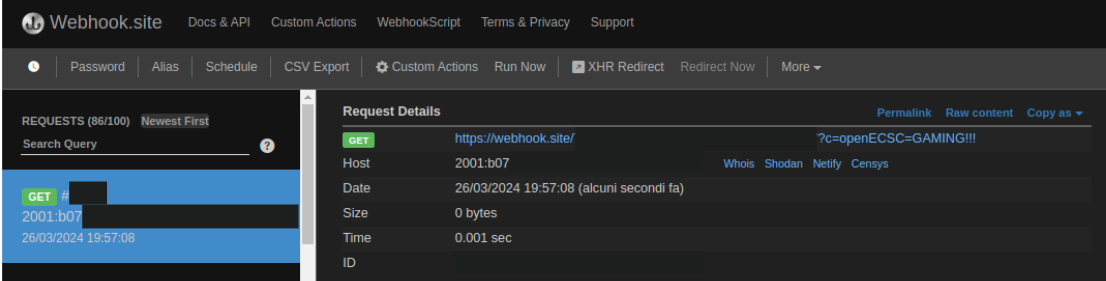 Webhook.site Docs & API Custom Actions WebhookScript Terms & Privacy Support
Password Alias Schedule CSV Export Custom Actions Run Now XHR Redirect Redirect Now More
REQUESTS (86/100) Newest First
Search Query ?
GET #
2001:b07
26/03/2024 19:57:08
Request Details Permalink Raw content Copy as
GET https://webhook.site/ ?c=openECSC=GAMING!!!
Host 2001:b07 Whois Shodan Netify Censys
Date 26/03/2024 19:57:08 (alcuni secondi fa)
Size 0 bytes
Time 0.001 sec
ID